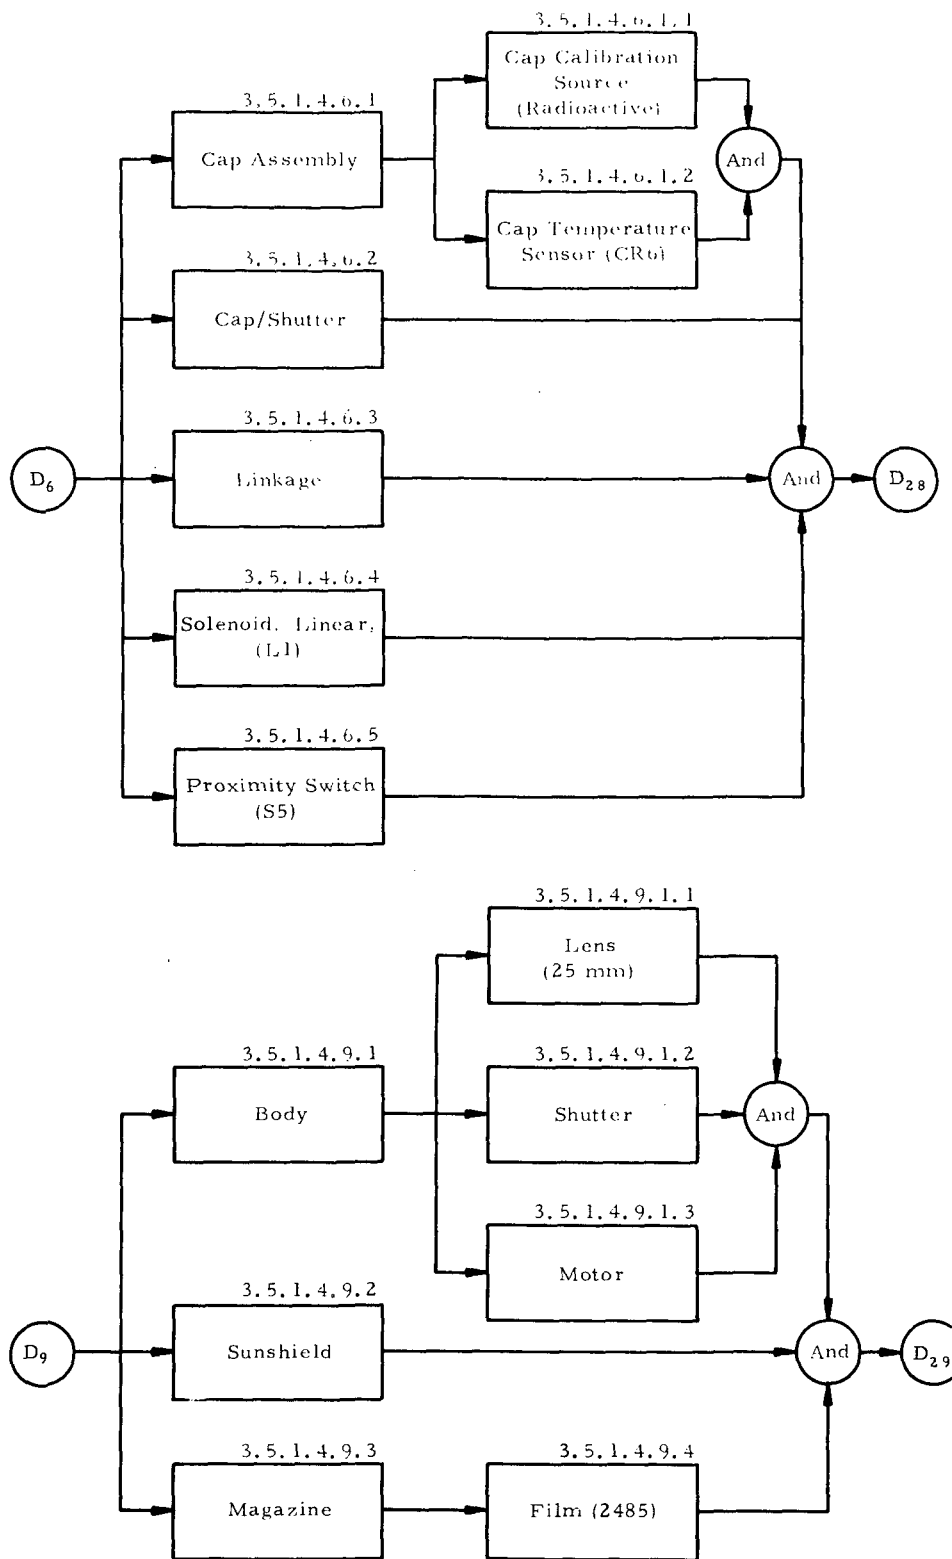 3.5.1.4.6.1.1
Cap Calibration
Source
(Radioactive)
3.5.1.4.6.1
Cap Assembly
And
3.5.1.4.6.1.2
Cap Temperature
Sensor (CR6)
3.5.1.4.6.2
Cap/Shutter
3.5.1.4.6.3
D6
Linkage
And
D28
3.5.1.4.6.4
Solenoid, Linear,
(L1)
3.5.1.4.6.5
Proximity Switch
(S5)
3.5.1.4.9.1.1
Lens
(25 mm)
3.5.1.4.9.1
3.5.1.4.9.1.2
Body
Shutter
And
3.5.1.4.9.1.3
Motor
3.5.1.4.9.2
D9
Sunshield
And
D29
3.5.1.4.9.3
3.5.1.4.9.4
Magazine
Film (2485)